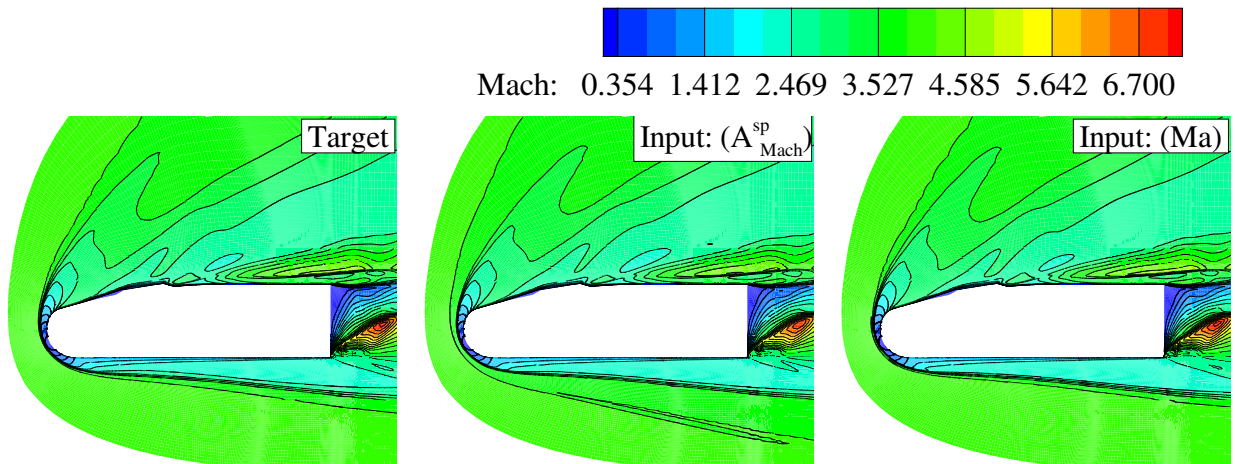 Mach: 0.354 1.412 2.469 3.527 4.585 5.642 6.700
Target
Input: (A^sp_Mach)
Input: (Ma)